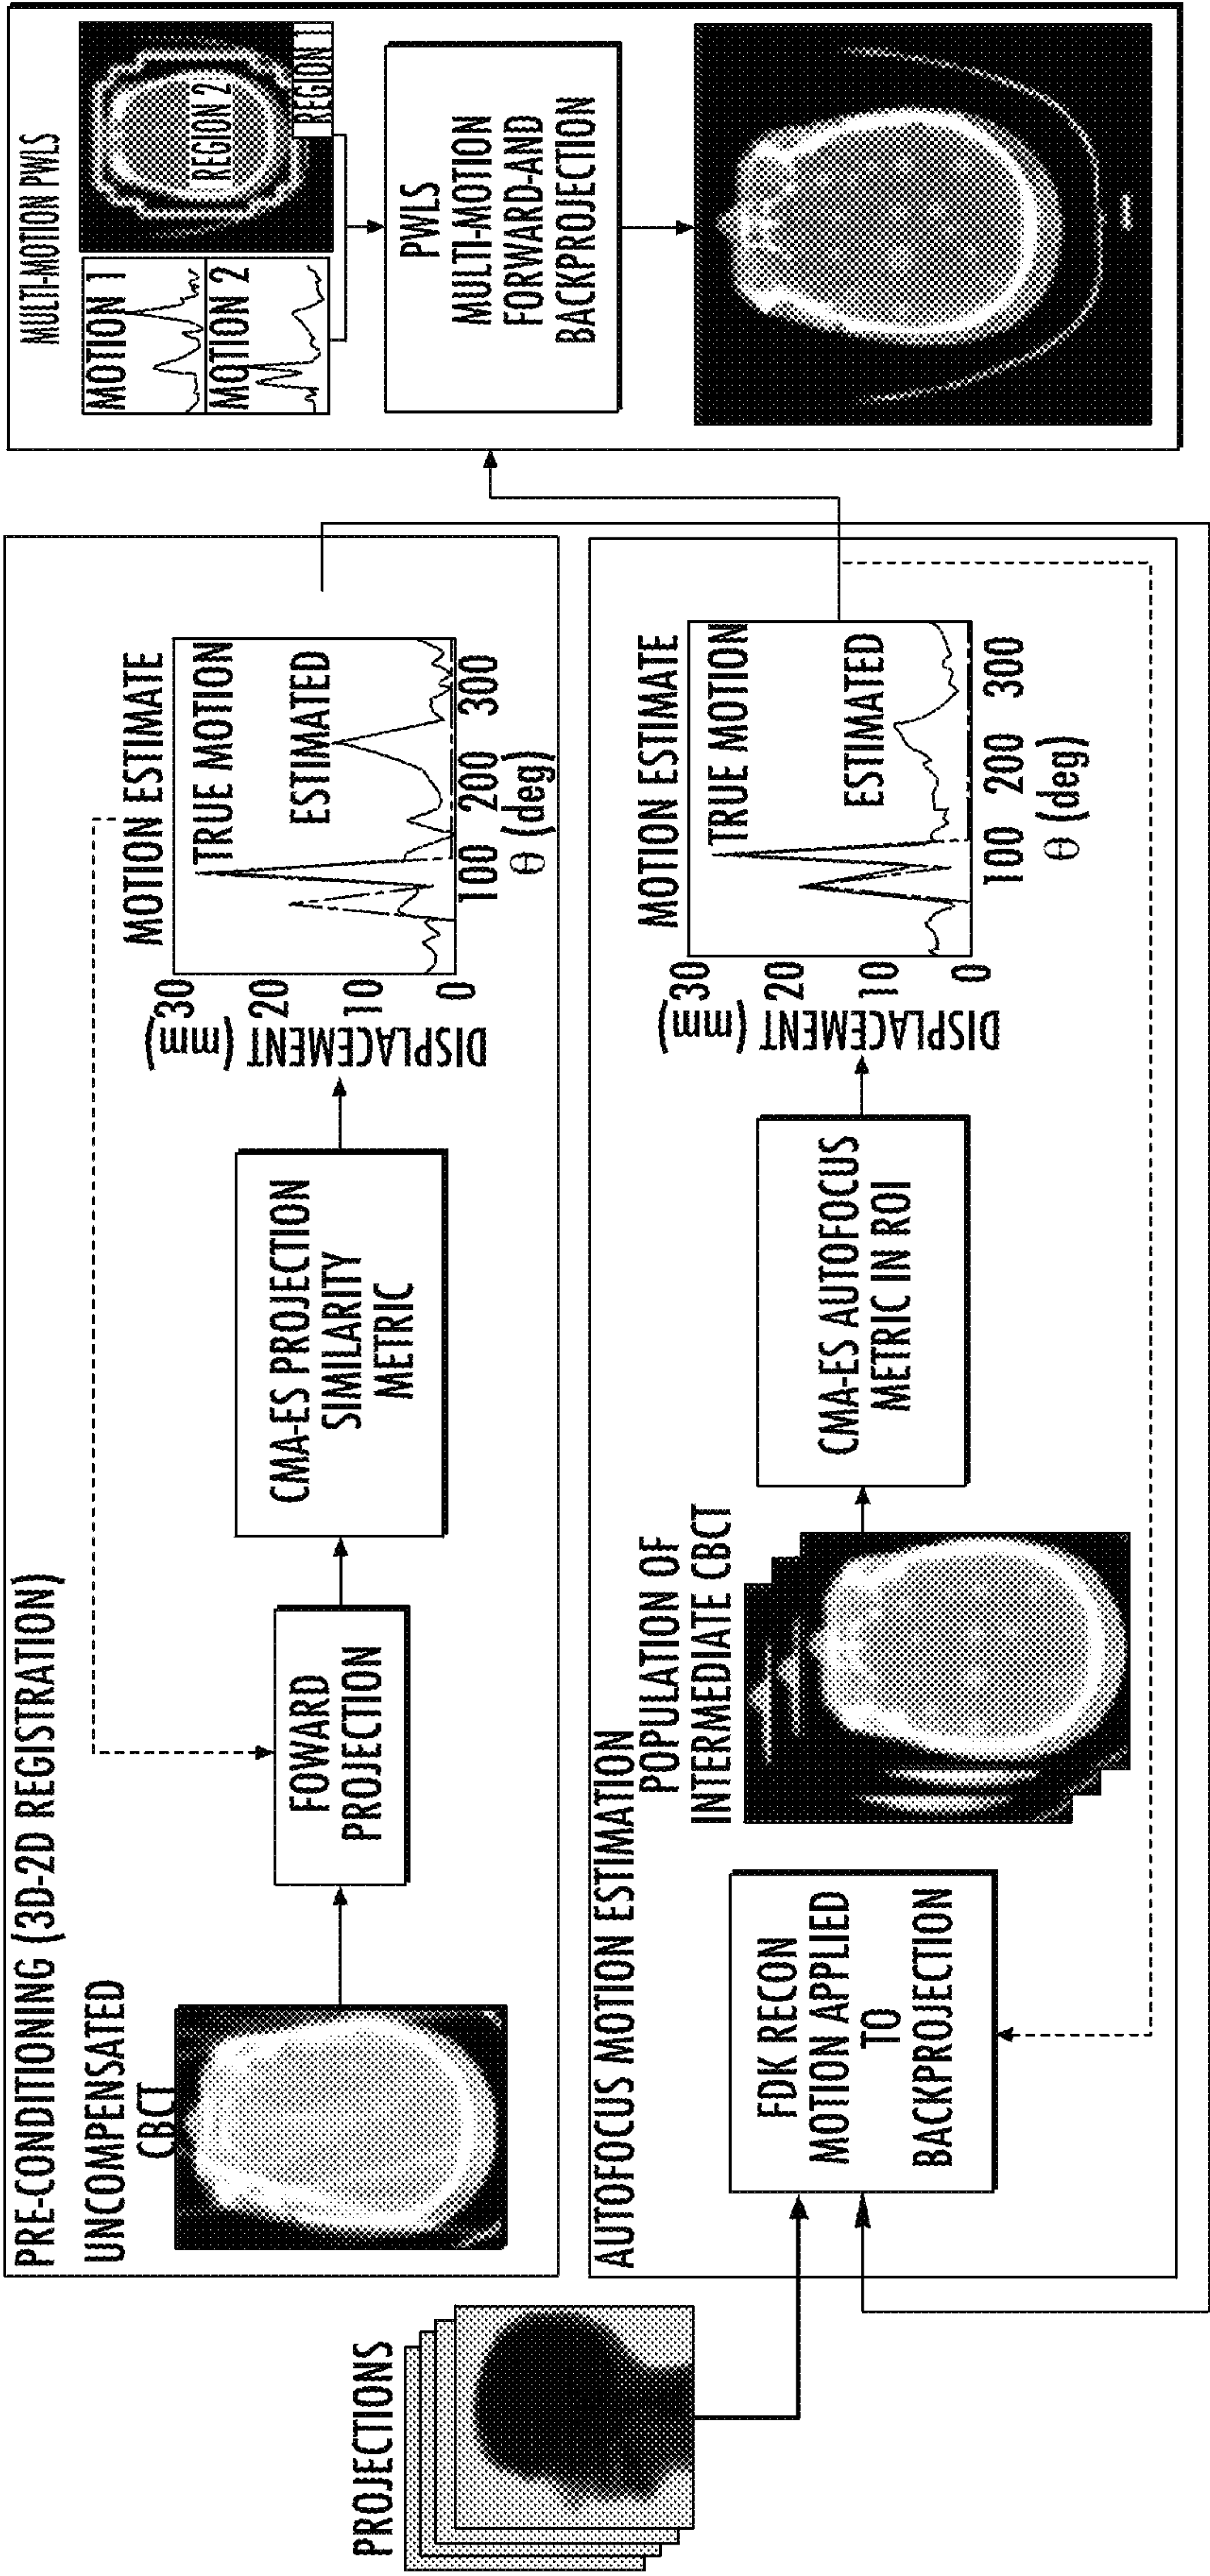 PROJECTIONS
PRE-CONDITIONING (3D-2D REGISTRATION)
UNCOMPENSATED
CBCT
FOWARD
PROJECTION
CMA-ES PROJECTION
SIMILARITY
METRIC
MOTION ESTIMATE
DISPLACEMENT
(mm)
30
20
10
0
TRUE MOTION
ESTIMATED
100 200 300
θ (deg)
AUTOFOCUS MOTION ESTIMATION
FDK RECON
MOTION APPLIED
TO
BACKPROJECTION
POPULATION OF
INTERMEDIATE CBCT
CMA-ES AUTOFOCUS
METRIC IN ROI
MOTION ESTIMATE
DISPLACEMENT
(mm)
30
20
10
0
TRUE MOTION
ESTIMATED
100 200 300
θ (deg)
MULTI-MOTION PWLS
MOTION 1
MOTION 2
REGION 2
REGION 1
PWLS
MULTI-MOTION
FORWARD-AND
BACKPROJECTION